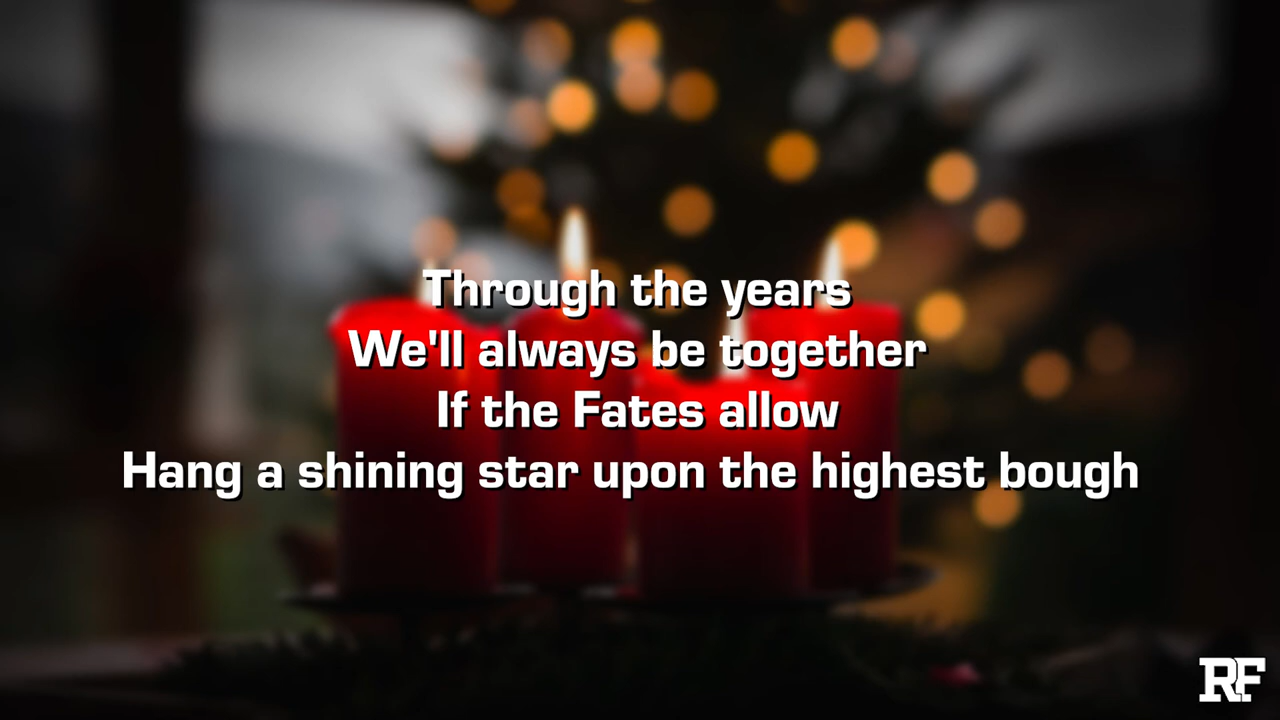 Through the years
We'll always be together
If the Fates allow
Hang a shining star upon the highest bough
RF